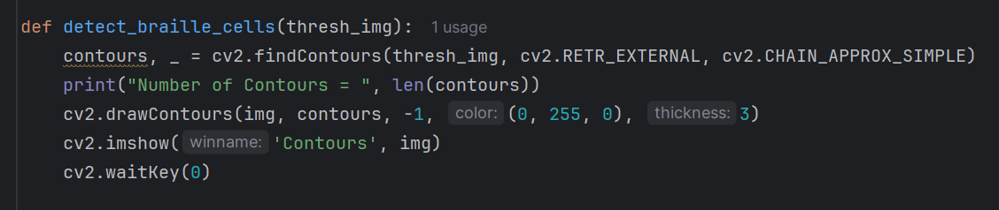 def detect_braille_cells(thresh_img): 1 usage
    contours, _ = cv2.findContours(thresh_img, cv2.RETR_EXTERNAL, cv2.CHAIN_APPROX_SIMPLE)
    print("Number of Contours = ", len(contours))
    cv2.drawContours(img, contours, -1, color: (0, 255, 0), thickness: 3)
    cv2.imshow( winname: 'Contours', img)
    cv2.waitKey(0)